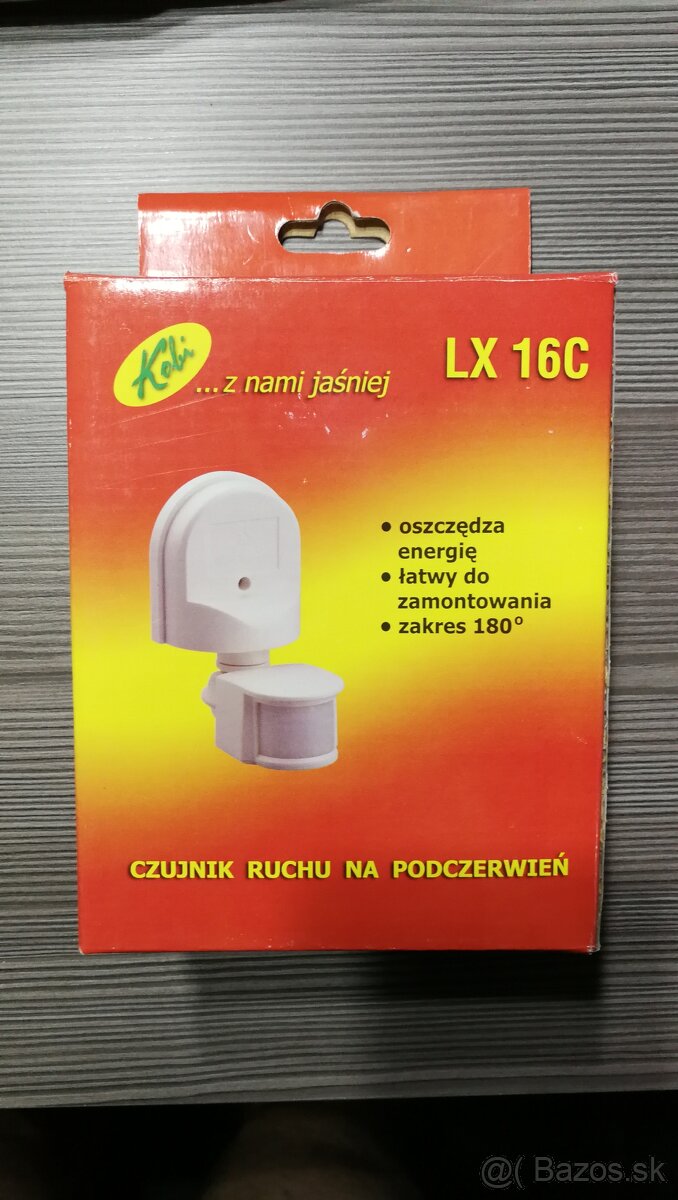 Kobi
...z nami jaśniej
LX 16C
• oszczędza
energię
• łatwy do
zamontowania
• zakres 180°
CZUJNIK RUCHU NA PODCZERWIEŃ
@ Bazos.sk